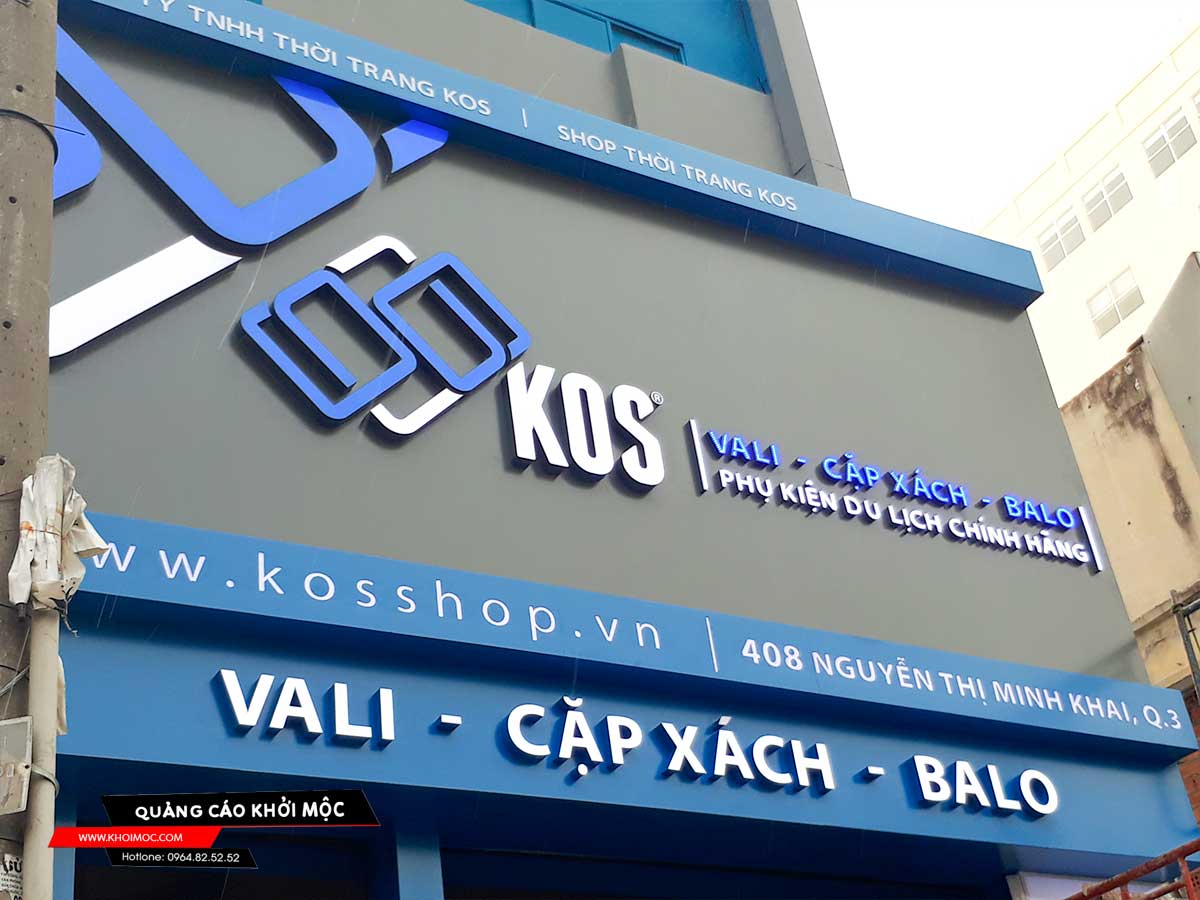 TY TNHH THỜI TRANG KOS | SHOP THỜI TRANG KOS
KOS®
VALI - CẶP XÁCH - BALO
PHỤ KIỆN DU LỊCH CHÍNH HÃNG
ww.kosshop.vn | 408 NGUYỄN THỊ MINH KHAI, Q.3
VALI - CẶP XÁCH - BALO
QUẢNG CÁO KHỞI MỘC
WWW.KHOIMOC.COM
Hotlone: 0964.82.52.52